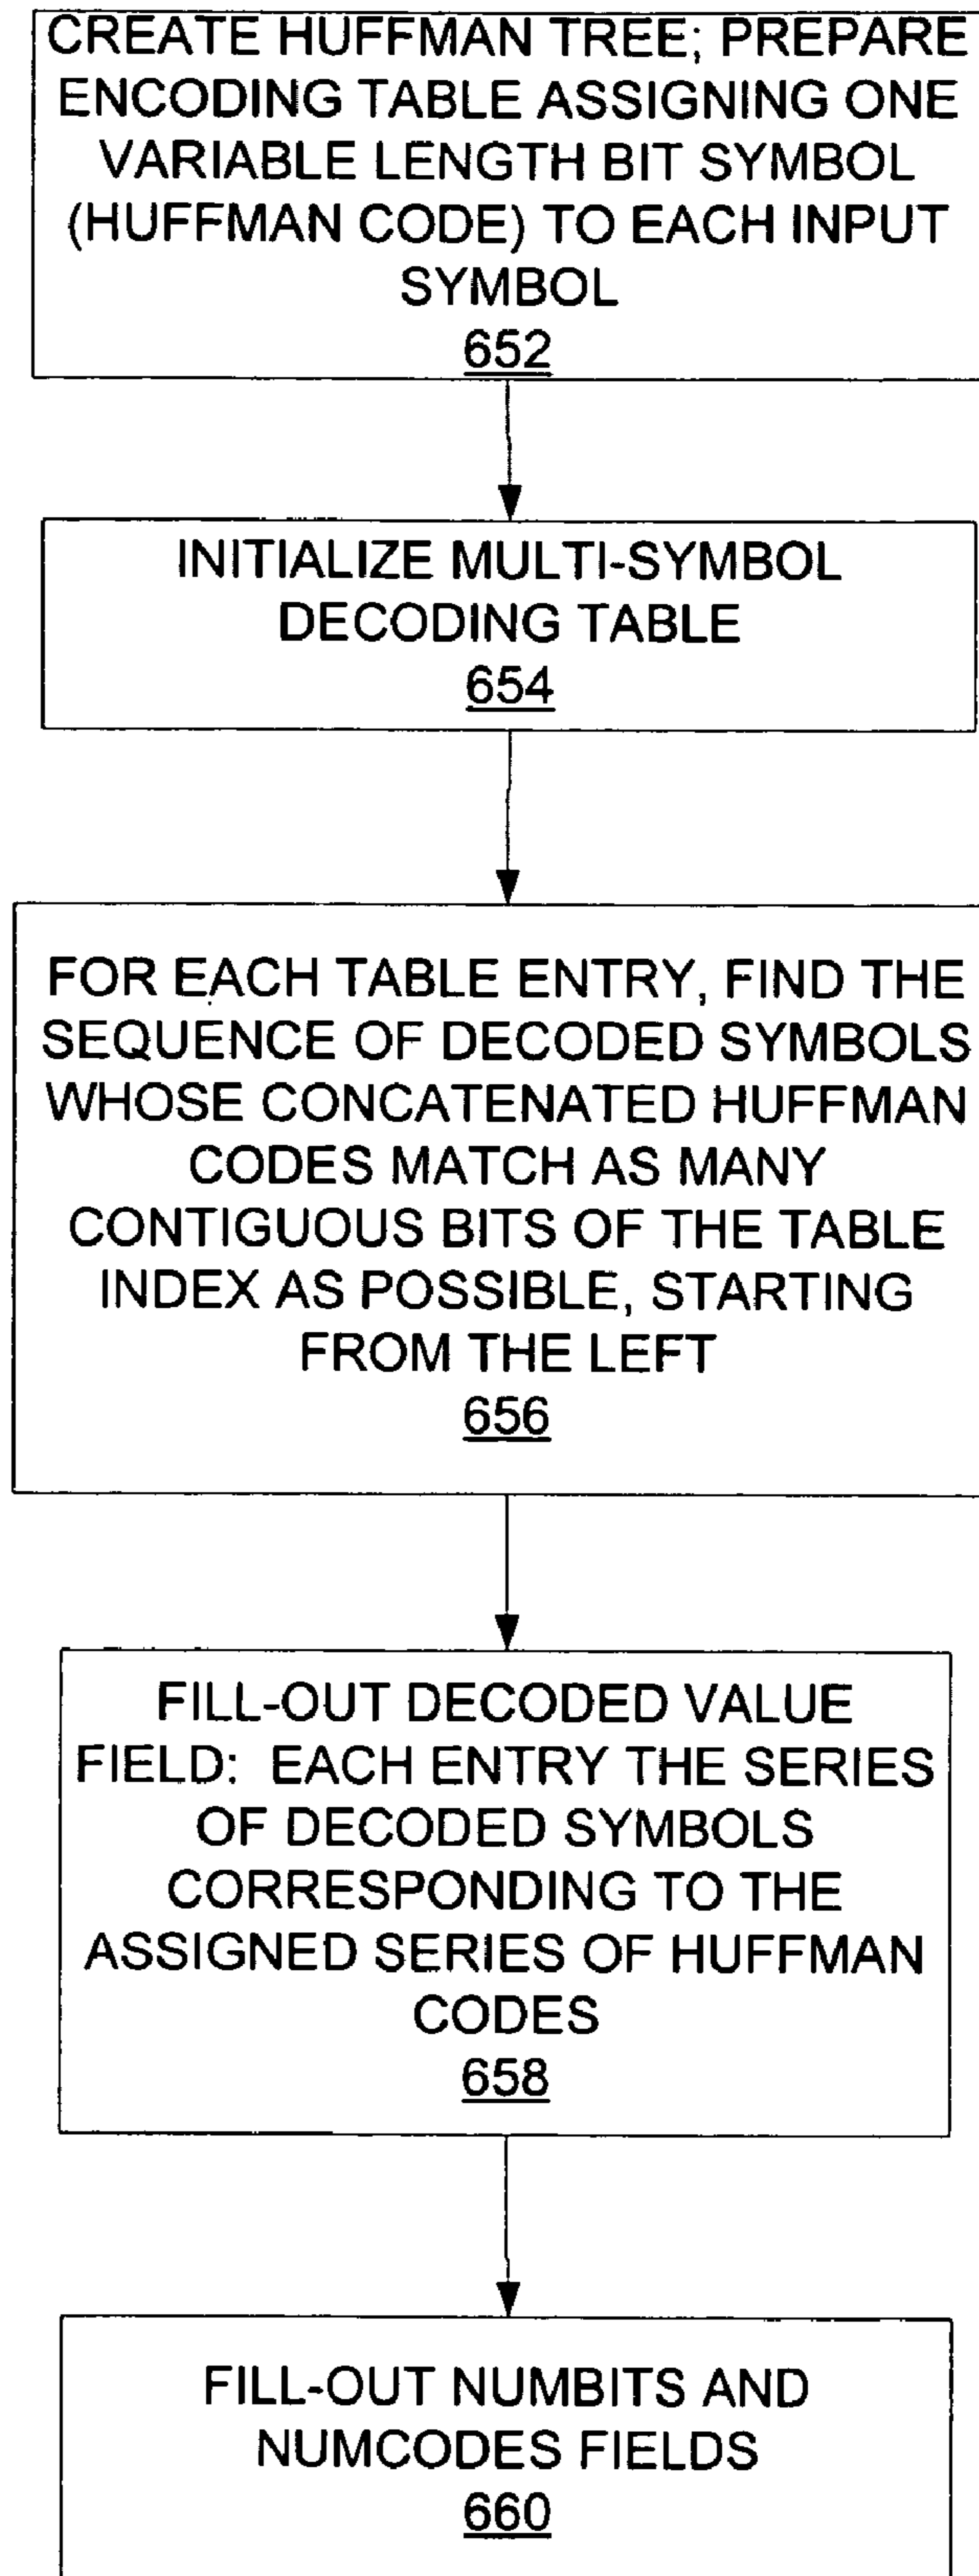 CREATE HUFFMAN TREE; PREPARE
ENCODING TABLE ASSIGNING ONE
VARIABLE LENGTH BIT SYMBOL
(HUFFMAN CODE) TO EACH INPUT
SYMBOL
652
INITIALIZE MULTI-SYMBOL
DECODING TABLE
654
FOR EACH TABLE ENTRY, FIND THE
SEQUENCE OF DECODED SYMBOLS
WHOSE CONCATENATED HUFFMAN
CODES MATCH AS MANY
CONTIGUOUS BITS OF THE TABLE
INDEX AS POSSIBLE, STARTING
FROM THE LEFT
656
FILL-OUT DECODED VALUE
FIELD: EACH ENTRY THE SERIES
OF DECODED SYMBOLS
CORRESPONDING TO THE
ASSIGNED SERIES OF HUFFMAN
CODES
658
FILL-OUT NUMBITS AND
NUMCODES FIELDS
660